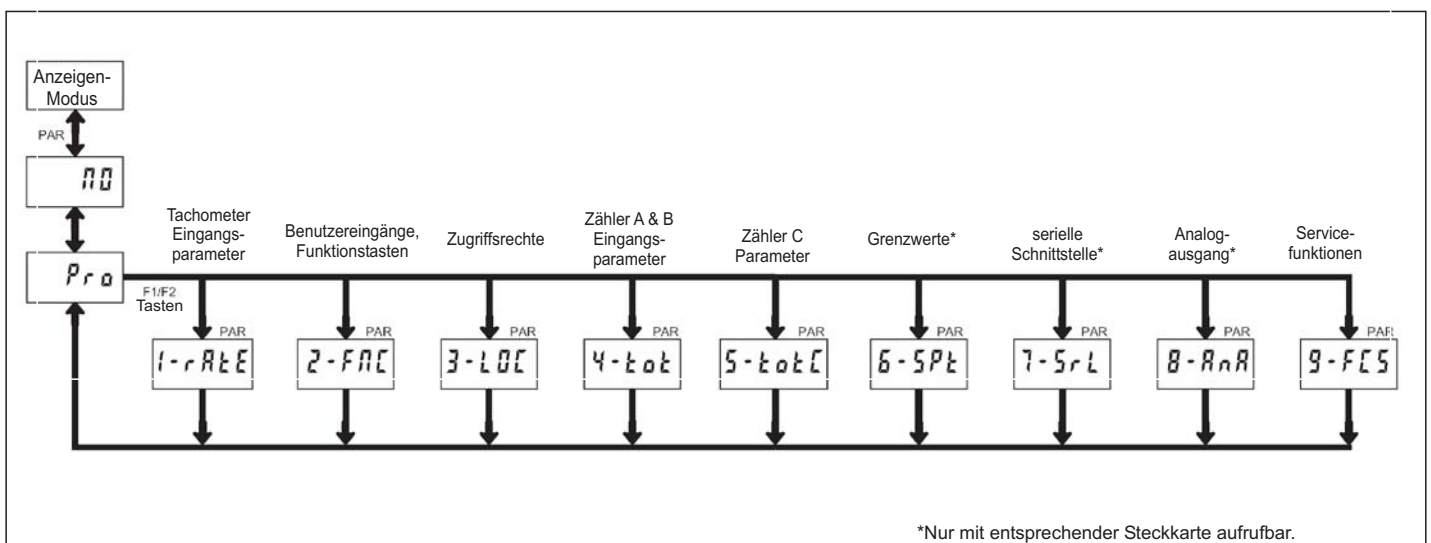 Anzeigen-
Modus
PAR
NO
Pro
F1/F2
Tasten
Tachometer
Eingangs-
parameter
PAR
1-rAtE
Benutzereingänge,
Funktionstasten
PAR
2-FNC
Zugriffsrechte
PAR
3-LOC
Zähler A & B
Eingangs-
parameter
PAR
4-tot
Zähler C
Parameter
PAR
5-totC
Grenzwerte*
PAR
6-SPt
serielle
Schnittstelle*
PAR
7-SrL
Analog-
ausgang*
PAR
8-AnA
Service-
funktionen
PAR
9-FCS
*Nur mit entsprechender Steckkarte aufrufbar.